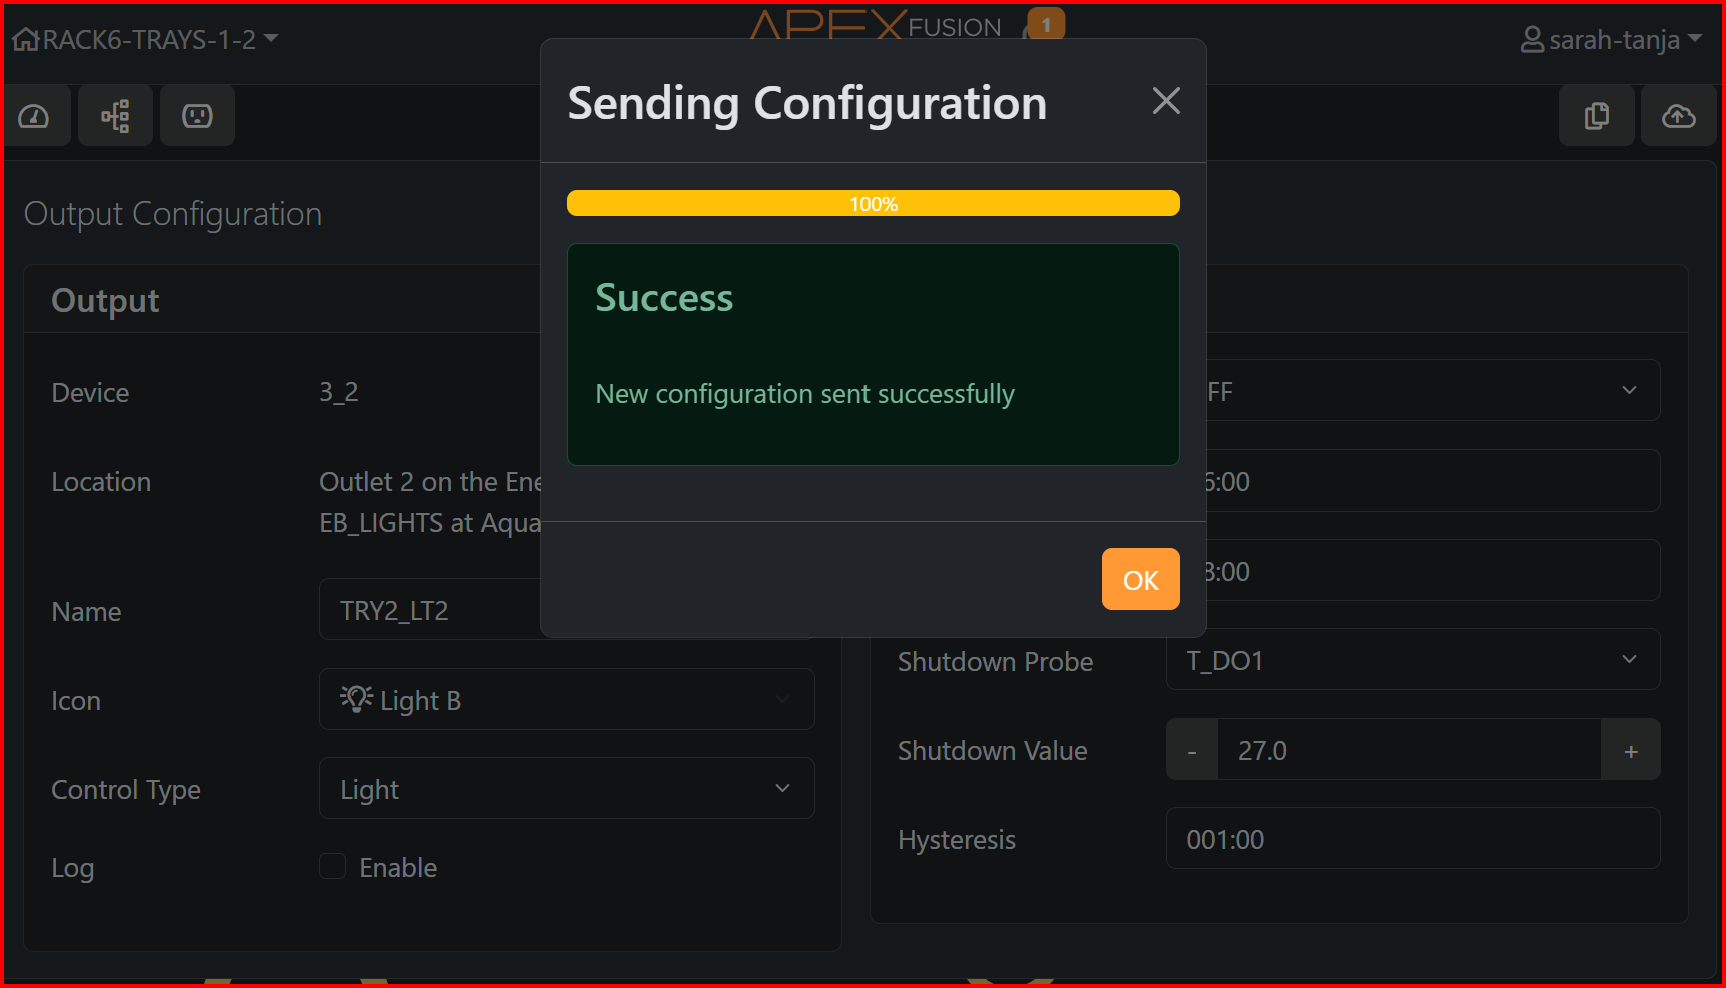 RACK6-TRAYS-1-2
APEX FUSION
1
sarah-tanja
Sending Configuration
100%
Success
New configuration sent successfully
OK
Output Configuration
Output
Device
3_2
Location
Outlet 2 on the Ene
EB_LIGHTS at Aqua
Name
TRY2_LT2
Icon
Light B
Control Type
Light
Log
Enable
FF
6:00
8:00
Shutdown Probe
T_DO1
Shutdown Value
-
27.0
+
Hysteresis
001:00